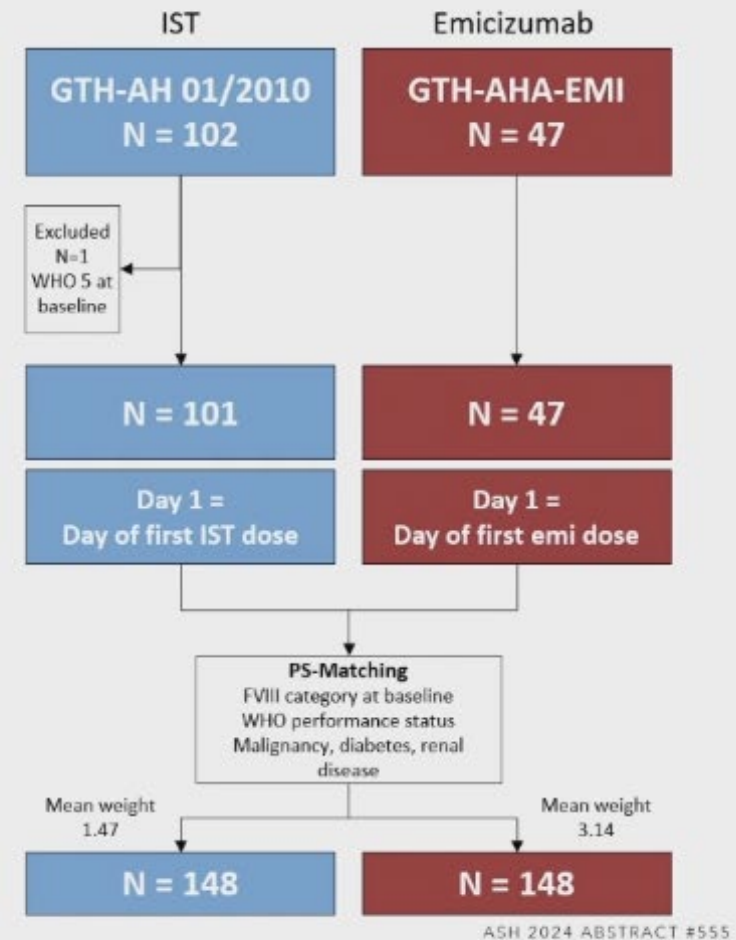 IST
Emicizumab
GTH-AH 01/2010
N = 102
GTH-AHA-EMI
N = 47
Excluded
N=1
WHO 5 at
baseline
N = 101
N = 47
Day 1 =
Day of first IST dose
Day 1 =
Day of first emi dose
PS-Matching
FVIII category at baseline
WHO performance status
Malignancy, diabetes, renal
disease
Mean weight
1.47
Mean weight
3.14
N = 148
N = 148
ASH 2024 ABSTRACT #555